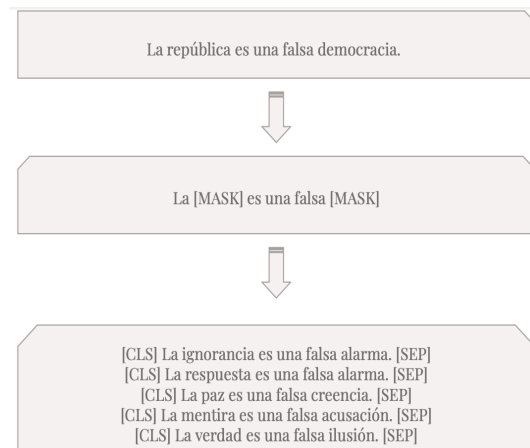 La república es una falsa democracia.
La [MASK] es una falsa [MASK]
[CLS] La ignorancia es una falsa alarma. [SEP]
[CLS] La respuesta es una falsa alarma. [SEP]
[CLS] La paz es una falsa creencia. [SEP]
[CLS] La mentira es una falsa acusación. [SEP]
[CLS] La verdad es una falsa ilusión. [SEP]